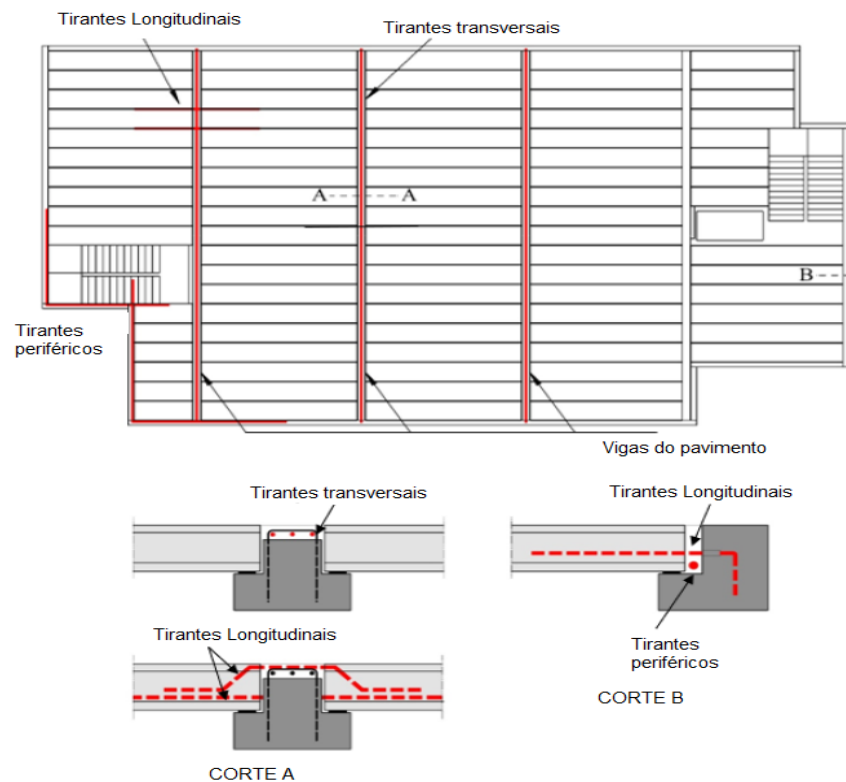 Tirantes Longitudinais
Tirantes transversais
A
A
B
Tirantes
periféricos
Vigas do pavimento
Tirantes transversais
Tirantes Longitudinais
Tirantes Longitudinais
Tirantes
periféricos
CORTE B
CORTE A